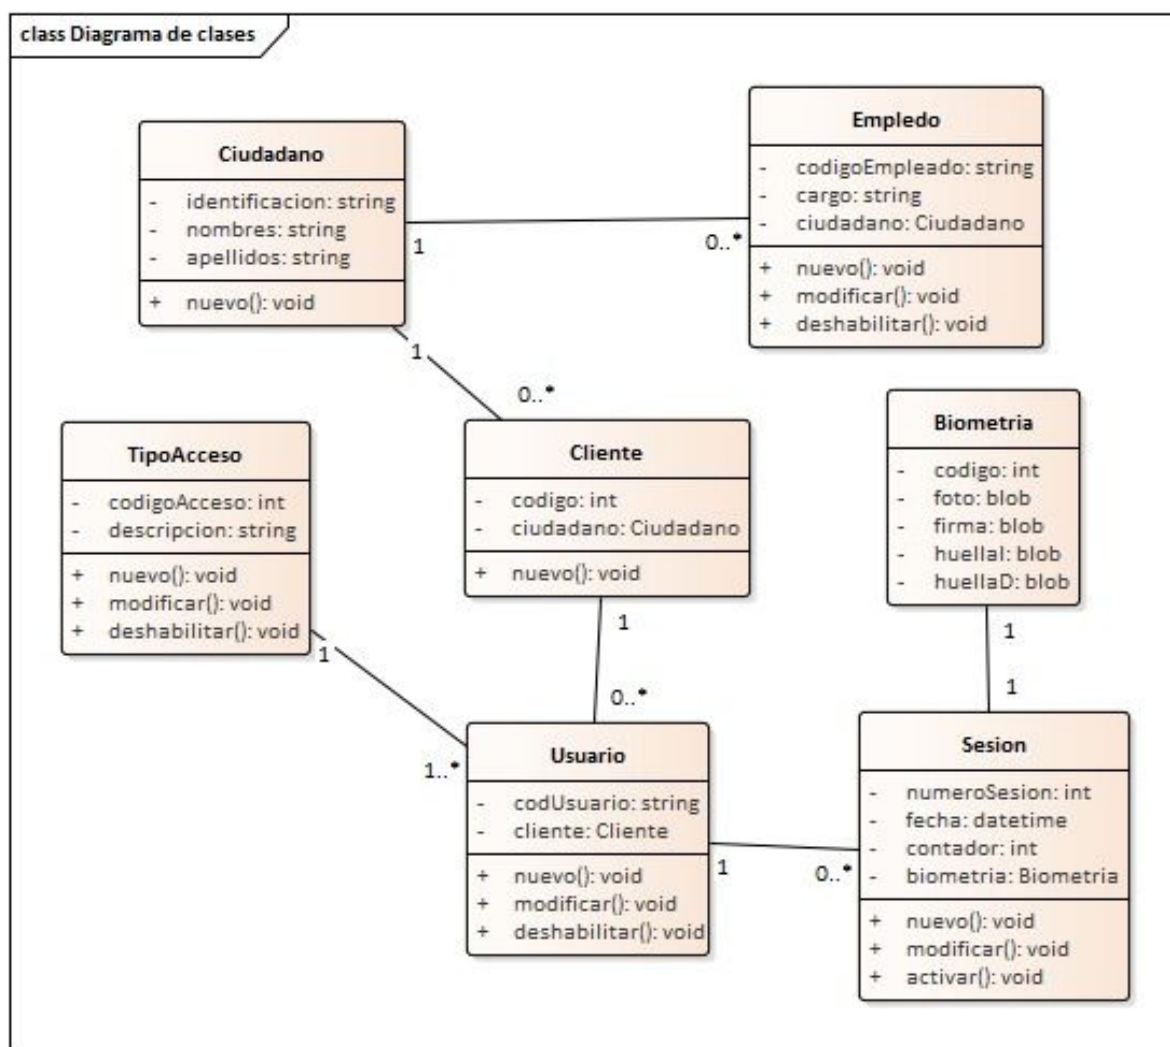 class Diagrama de clases
Ciudadano
- identificacion: string
- nombres: string
- apellidos: string
+ nuevo(): void
Empledo
- codigoEmpleado: string
- cargo: string
- ciudadano: Ciudadano
+ nuevo(): void
+ modificar(): void
+ deshabilitar(): void
1
0..*
1
0..*
TipoAcceso
- codigoAcceso: int
- descripcion: string
+ nuevo(): void
+ modificar(): void
+ deshabilitar(): void
Cliente
- codigo: int
- ciudadano: Ciudadano
+ nuevo(): void
Biometria
- codigo: int
- foto: blob
- firma: blob
- huellaI: blob
- huellaD: blob
1
1
1
0..*
1
1..*
Usuario
- codUsuario: string
- cliente: Cliente
+ nuevo(): void
+ modificar(): void
+ deshabilitar(): void
1
0..*
Sesion
- numeroSesion: int
- fecha: datetime
- contador: int
- biometria: Biometria
+ nuevo(): void
+ modificar(): void
+ activar(): void